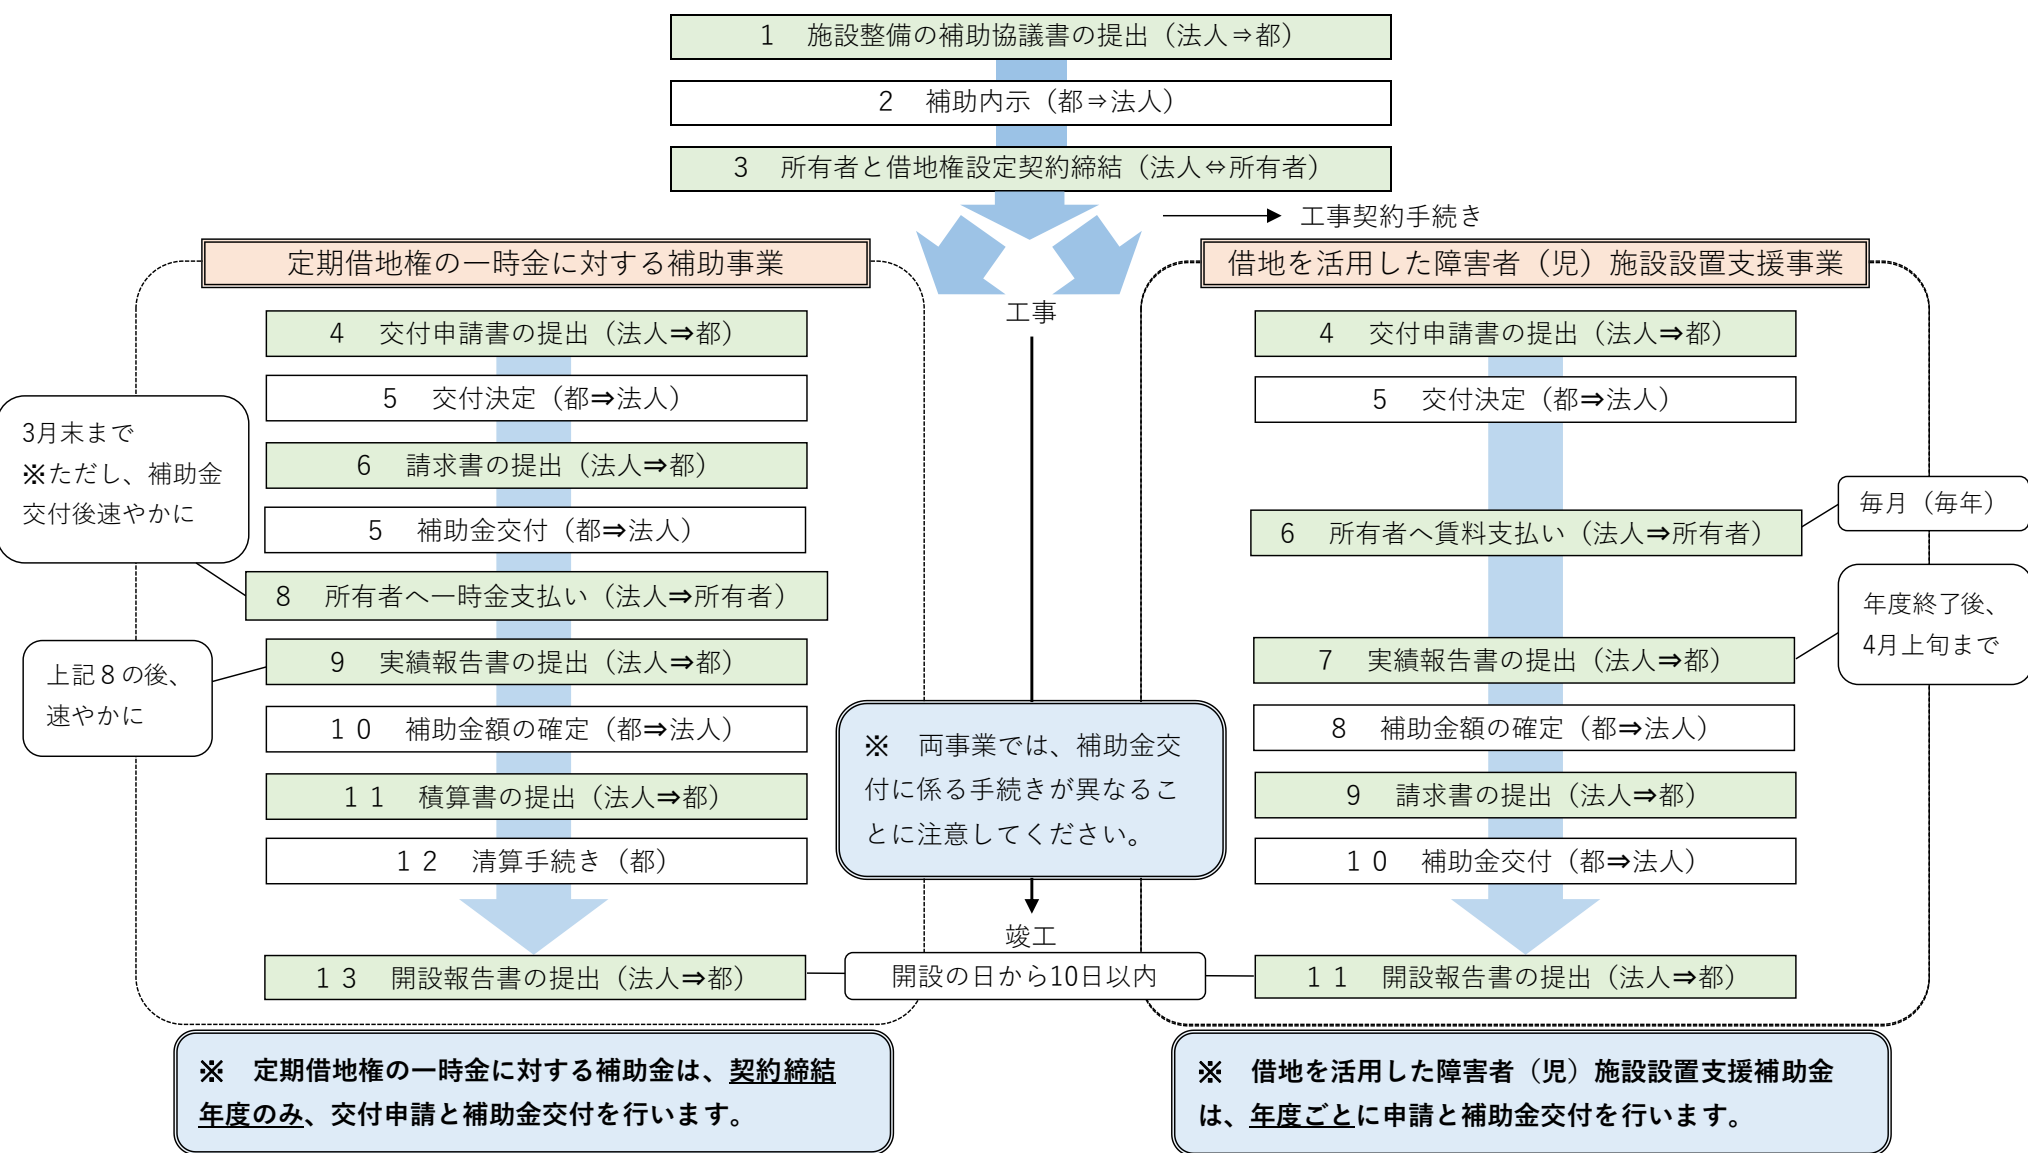 1 施設整備の補助協議書の提出（法人⇒都）
2 補助内示（都⇒法人）
3 所有者と借地権設定契約締結（法人⇔所有者）
工事契約手続き
定期借地権の一時金に対する補助事業
4 交付申請書の提出（法人⇒都）
5 交付決定（都⇒法人）
6 請求書の提出（法人⇒都）
5 補助金交付（都⇒法人）
3月末まで
※ただし、補助金
交付後速やかに
8 所有者へ一時金支払い（法人⇒所有者）
9 実績報告書の提出（法人⇒都）
上記８の後、
速やかに
１０ 補助金額の確定（都⇒法人）
１１ 積算書の提出（法人⇒都）
１２ 清算手続き（都）
１３ 開設報告書の提出（法人⇒都）
工事
※ 両事業では、補助金交
付に係る手続きが異なるこ
とに注意してください。
竣工
開設の日から10日以内
借地を活用した障害者（児）施設設置支援事業
4 交付申請書の提出（法人⇒都）
5 交付決定（都⇒法人）
6 所有者へ賃料支払い（法人⇒所有者）
毎月（毎年）
7 実績報告書の提出（法人⇒都）
年度終了後、
4月上旬まで
8 補助金額の確定（都⇒法人）
9 請求書の提出（法人⇒都）
１０ 補助金交付（都⇒法人）
１１ 開設報告書の提出（法人⇒都）
※ 定期借地権の一時金に対する補助金は、契約締結
年度のみ、交付申請と補助金交付を行います。
※ 借地を活用した障害者（児）施設設置支援補助金
は、年度ごとに申請と補助金交付を行います。